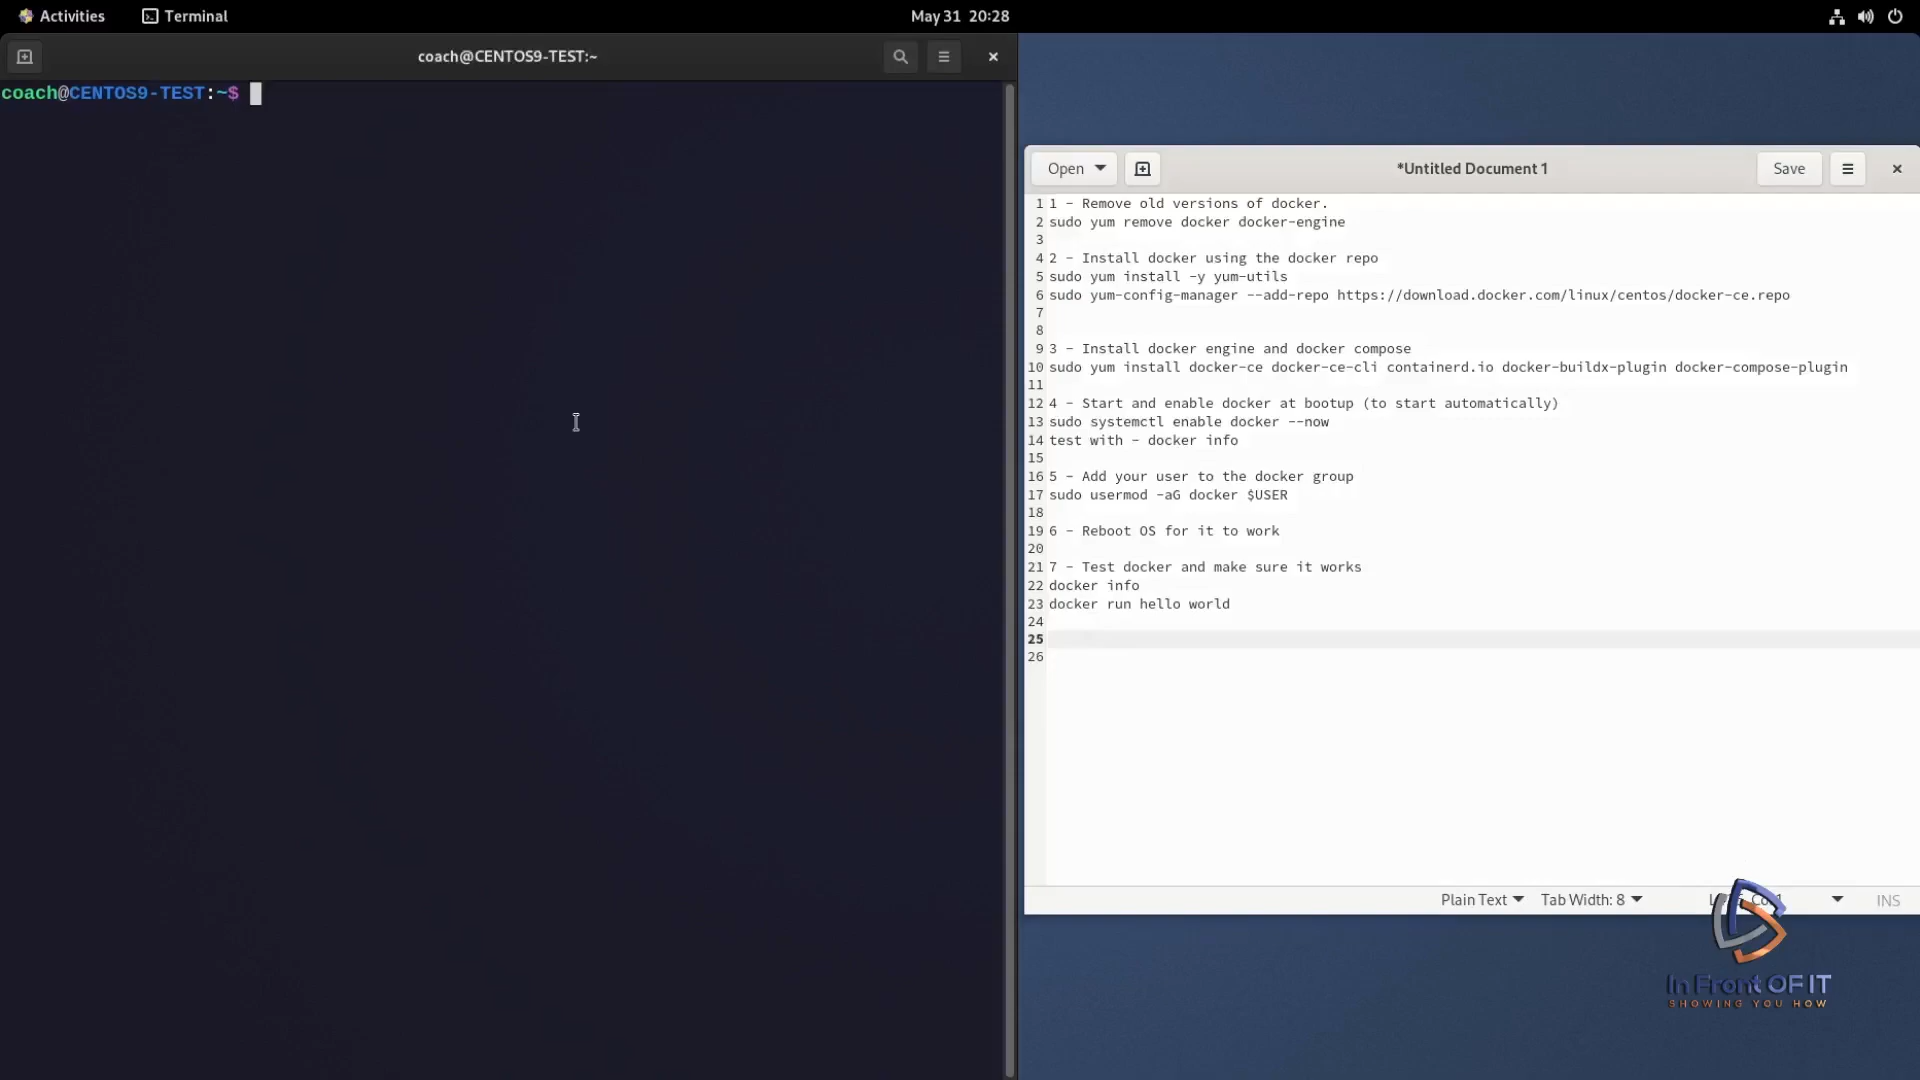 Activities
Terminal
May 31 20:28
coach@CENTOS9-TEST:~
coach@CENTOS9-TEST:~$
Open
*Untitled Document 1
Save
1 1 - Remove old versions of docker.
2 sudo yum remove docker docker-engine
3
4 2 - Install docker using the docker repo
5 sudo yum install -y yum-utils
6 sudo yum-config-manager --add-repo https://download.docker.com/linux/centos/docker-ce.repo
7
8
9 3 - Install docker engine and docker compose
10 sudo yum install docker-ce docker-ce-cli containerd.io docker-buildx-plugin docker-compose-plugin
11
12 4 - Start and enable docker at bootup (to start automatically)
13 sudo systemctl enable docker --now
14 test with - docker info
15
16 5 - Add your user to the docker group
17 sudo usermod -aG docker $USER
18
19 6 - Reboot OS for it to work
20
21 7 - Test docker and make sure it works
22 docker info
23 docker run hello world
24
25
26
Plain Text
Tab Width: 8
INS
In Front OF IT
SHOWING YOU HOW